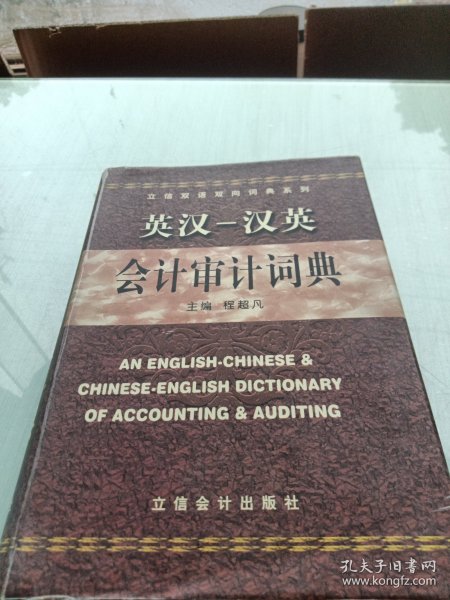 立信双语双向词典系列
英汉－汉英
会计审计词典
主编 程超凡
AN ENGLISH-CHINESE &
CHINESE-ENGLISH DICTIONARY
OF ACCOUNTING & AUDITING
立信会计出版社
孔夫子旧书网
www.kongfz.com